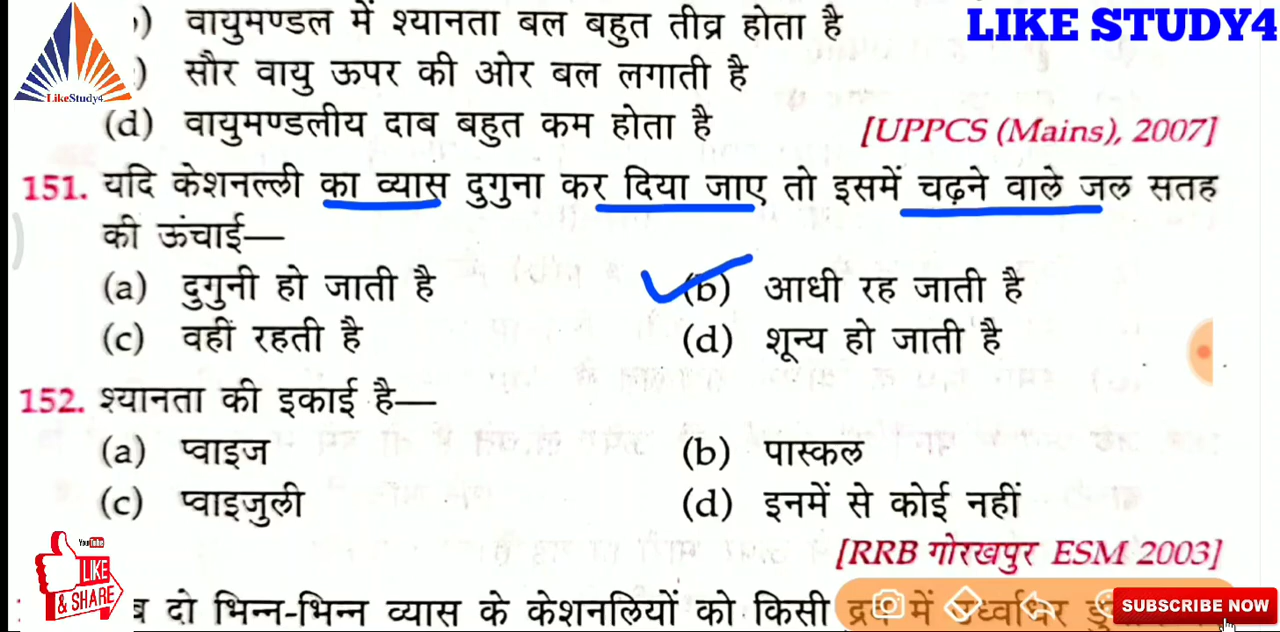 ) वायुमण्डल में श्यानता बल बहुत तीव्र होता है
LIKE STUDY4
) सौर वायु ऊपर की ओर बल लगाती है
LikeStudy4
(d) वायुमण्डलीय दाब बहुत कम होता है [UPPCS (Mains), 2007]
151. यदि केशनल्ली का व्यास दुगुना कर दिया जाए तो इसमें चढ़ने वाले जल सतह
की ऊंचाई—
(a) दुगुनी हो जाती है (b) आधी रह जाती है
(c) वहीं रहती है (d) शून्य हो जाती है
152. श्यानता की इकाई है—
(a) प्वाइज (b) पास्कल
(c) प्वाइजुली (d) इनमें से कोई नहीं
[RRB गोरखपुर ESM 2003]
YouTube
LIKE
& SHARE
ब दो भिन्न-भिन्न व्यास के केशनलियों को किसी द्रव में
SUBSCRIBE NOW